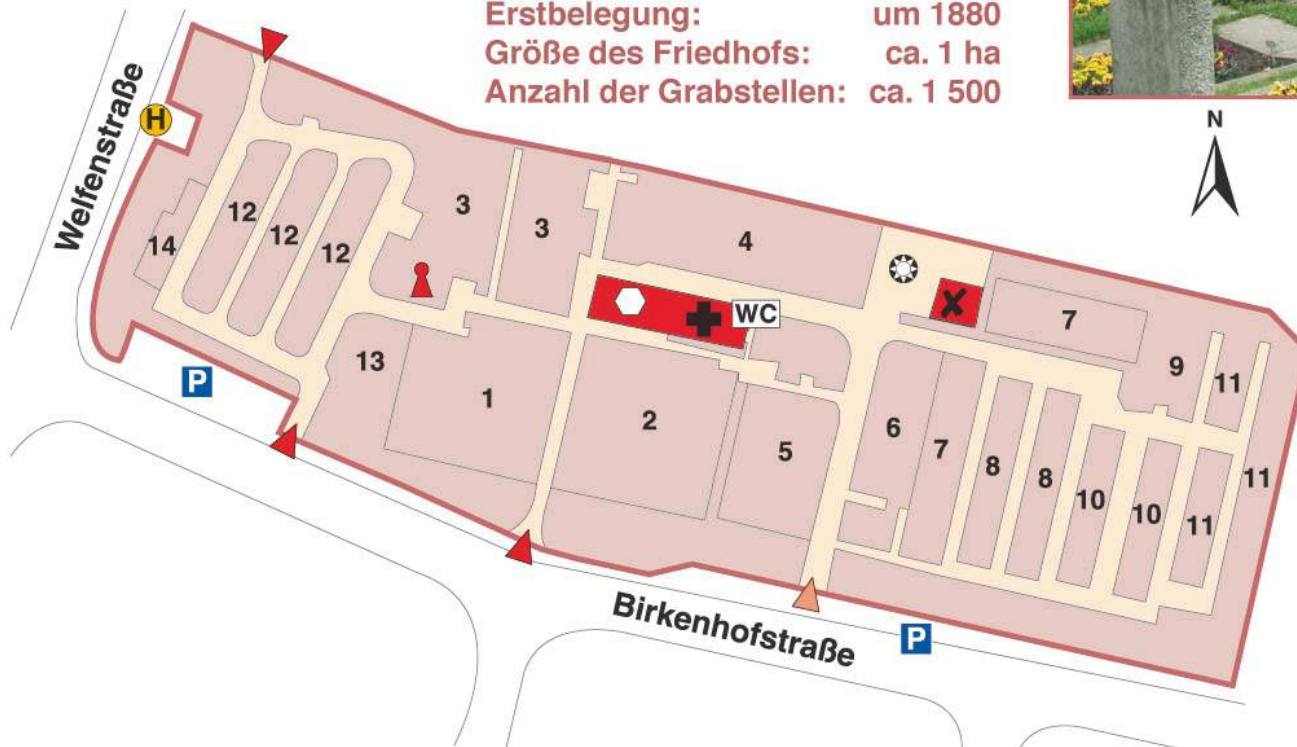 Erstbelegung: um 1880
Größe des Friedhofs: ca. 1 ha
Anzahl der Grabstellen: ca. 1 500
N
Welfenstraße
H
12
12
12
14
3
3
4
WC
7
9
11
13
1
2
5
6
7
8
8
10
10
11
11
P
P
Birkenhofstraße